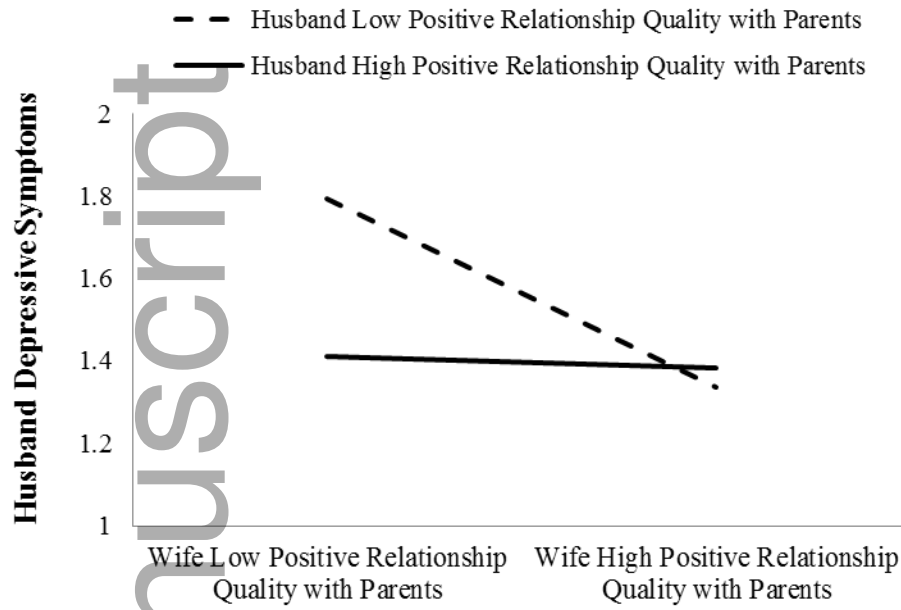 Husband Low Positive Relationship Quality with Parents
Husband High Positive Relationship Quality with Parents
Husband Depressive Symptoms
2
1.8
1.6
1.4
1.2
1
Wife Low Positive Relationship
Quality with Parents
Wife High Positive Relationship
Quality with Parents
uscript